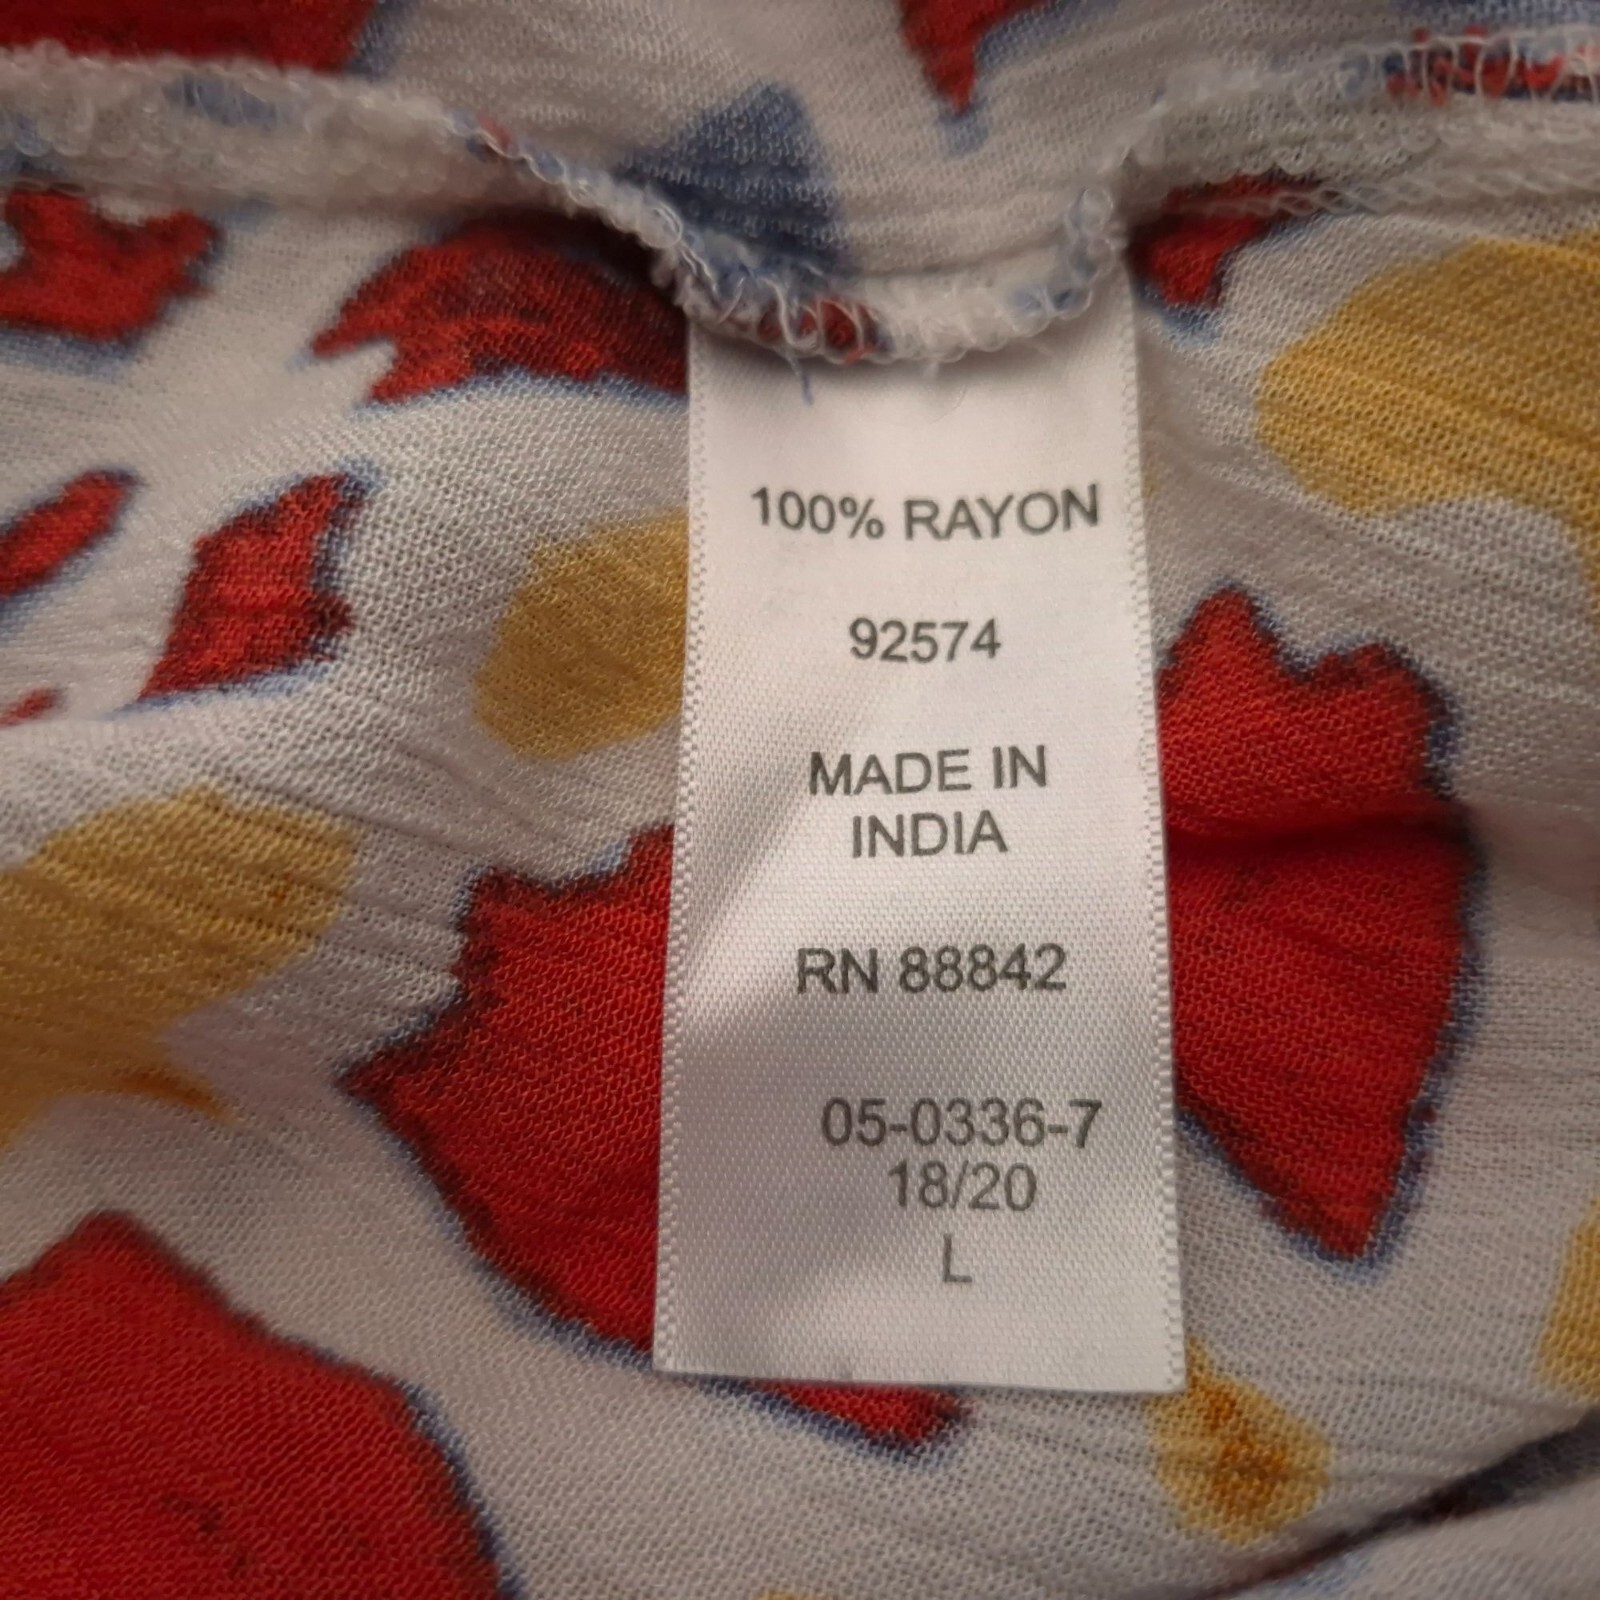 100% RAYON
92574
MADE IN
INDIA
RN 88842
05-0336-7
18/20
L